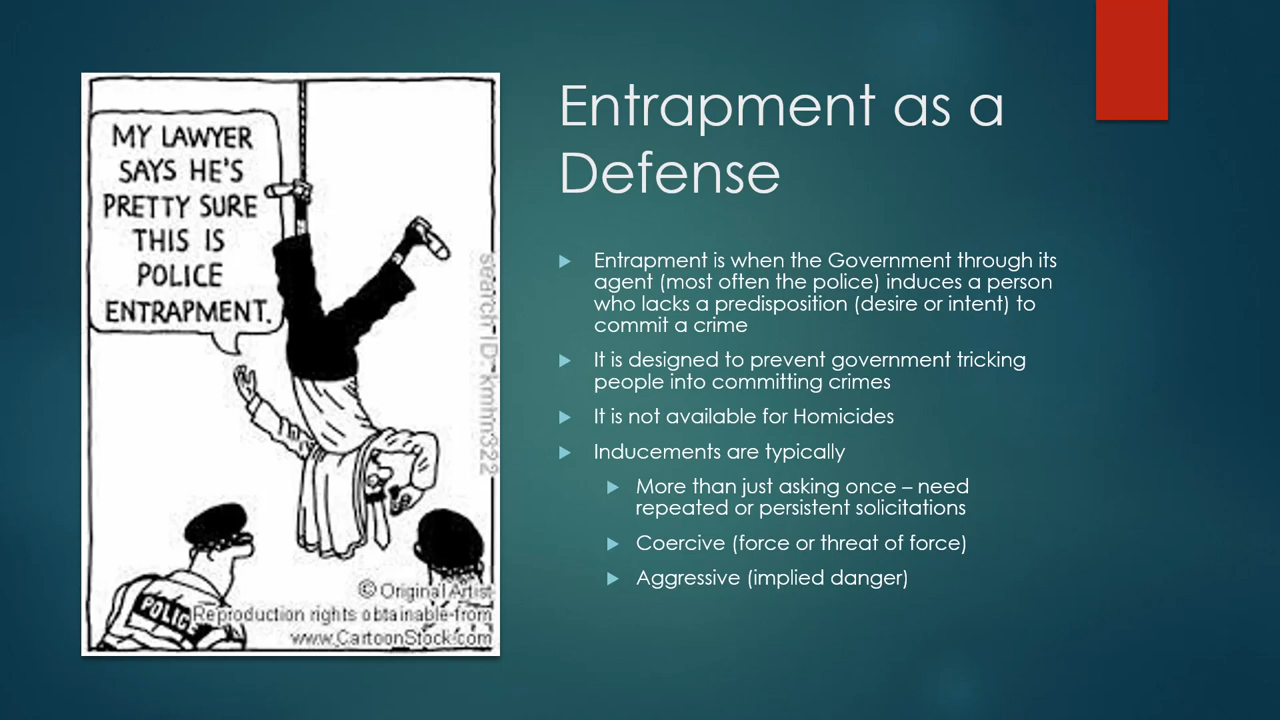 MY LAWYER
SAYS HE'S
PRETTY SURE
THIS IS
POLICE
ENTRAPMENT.
search ID: kmhn322
POLIC
© Original Artist
Reproduction rights obtainable from
www.CartoonStock.com
Entrapment as a
Defense
Entrapment is when the Government through its
agent (most often the police) induces a person
who lacks a predisposition (desire or intent) to
commit a crime
It is designed to prevent government tricking
people into committing crimes
It is not available for Homicides
Inducements are typically
More than just asking once – need
repeated or persistent solicitations
Coercive (force or threat of force)
Aggressive (implied danger)